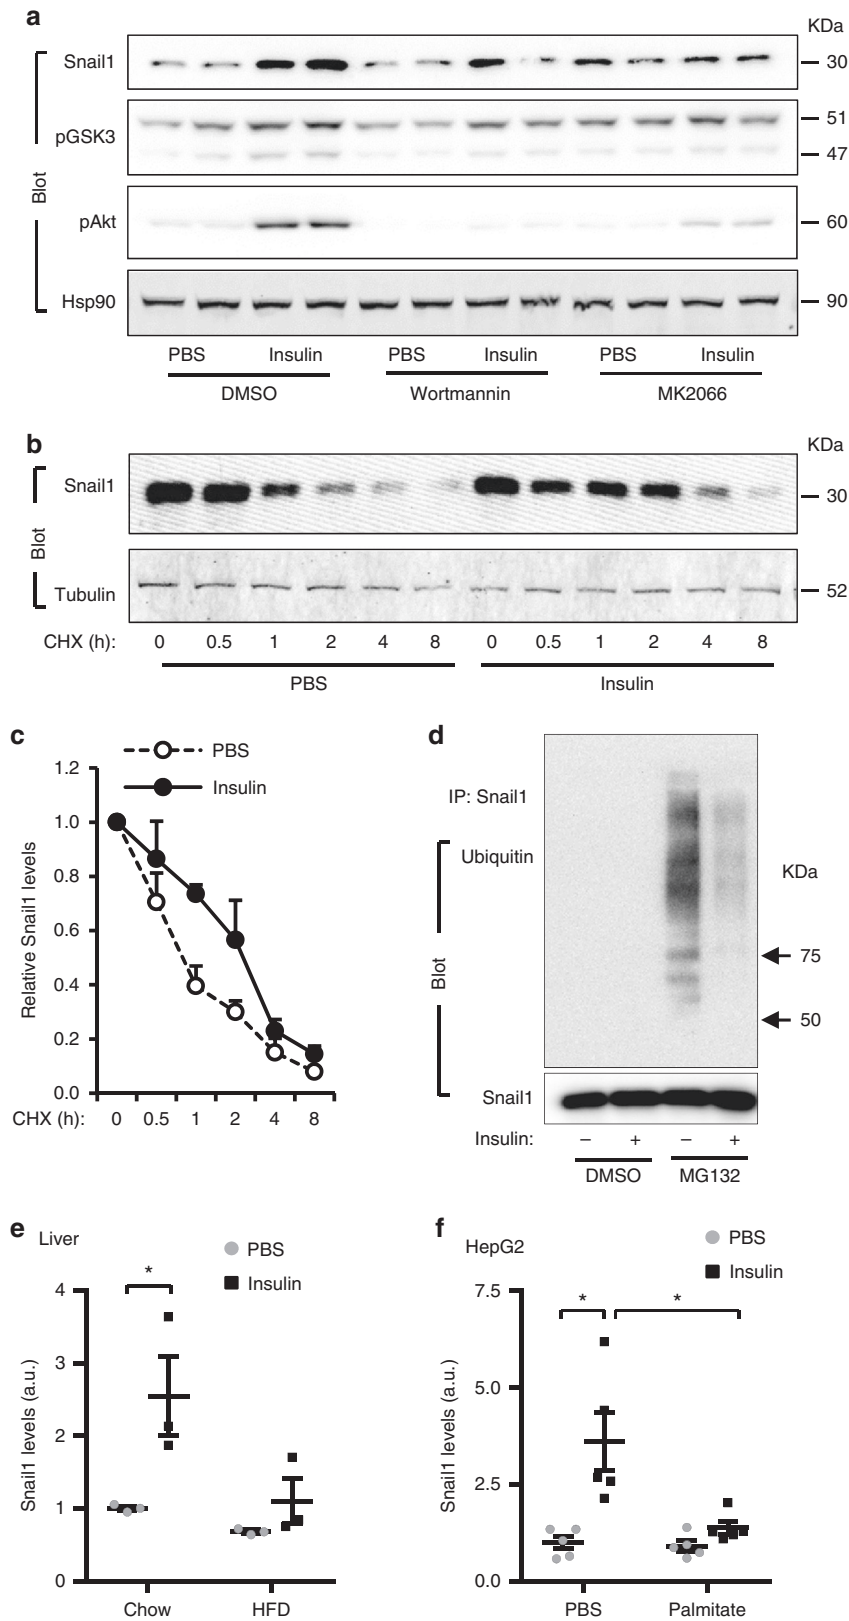 a
KDa
Snail1
30
pGSK3
51
47
Blot
pAkt
60
Hsp90
90
PBS Insulin PBS Insulin PBS Insulin
DMSO Wortmannin MK2066
b
KDa
Snail1
30
Blot
Tubulin
52
CHX (h): 0 0.5 1 2 4 8 0 0.5 1 2 4 8
PBS Insulin
c
PBS
Insulin
Relative Snail1 levels
1.2
1.0
0.8
0.6
0.4
0.2
0.0
CHX (h): 0 0.5 1 2 4 8
d
IP: Snail1
Ubiquitin
KDa
75
Blot
50
Snail1
Insulin: – + – +
DMSO MG132
e
Liver
PBS
Insulin
*
Snail1 levels (a.u.)
4
3
2
1
0
Chow HFD
f
HepG2
PBS
Insulin
* *
Snail1 levels (a.u.)
7.5
5.0
2.5
0.0
PBS Palmitate